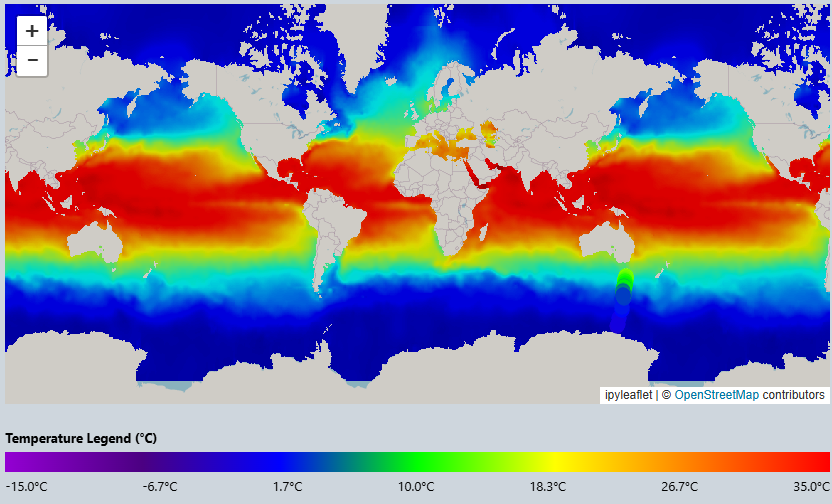 +
−
ipyleaflet | © OpenStreetMap contributors
Temperature Legend (°C)
-15.0°C -6.7°C 1.7°C 10.0°C 18.3°C 26.7°C 35.0°C